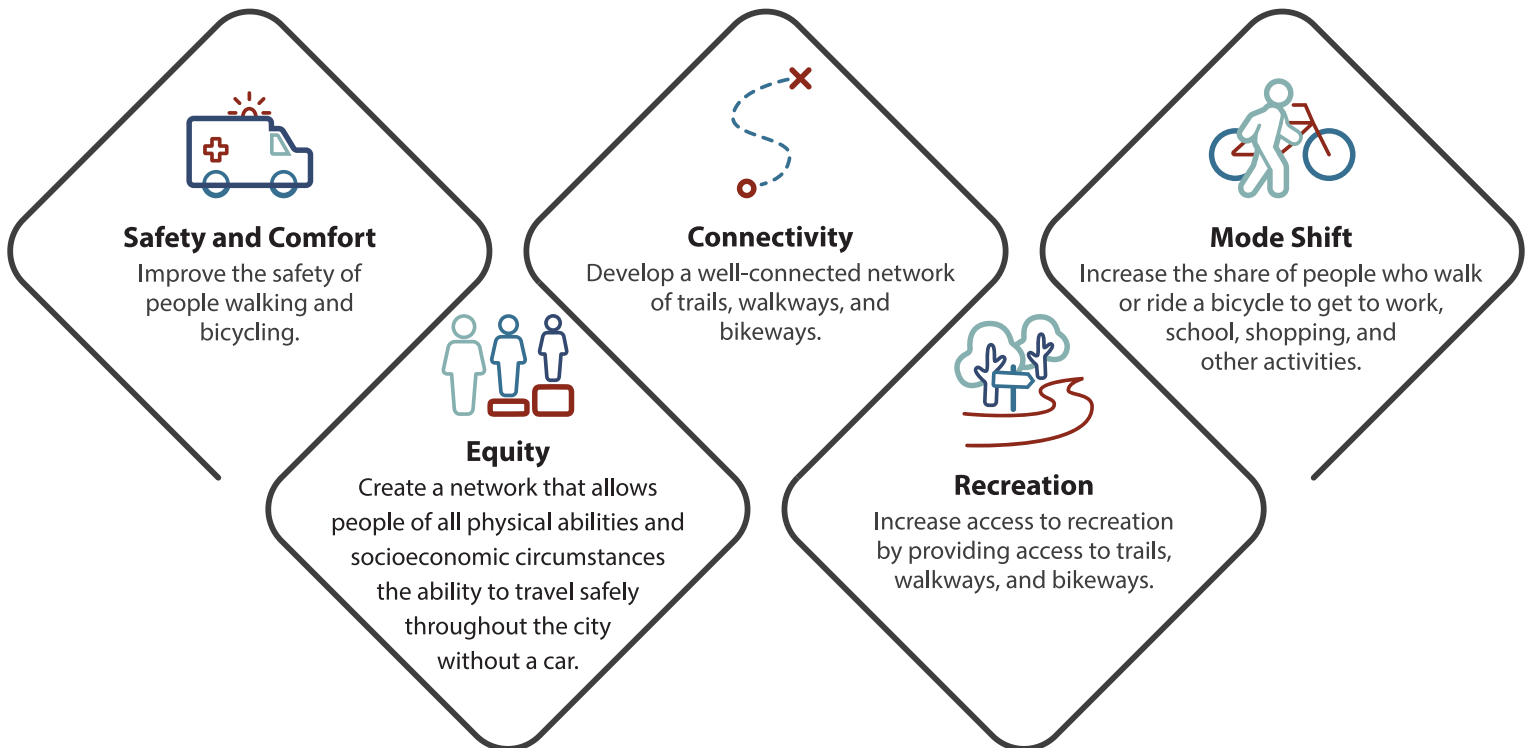 Safety and Comfort
Improve the safety of
people walking and
bicycling.
Equity
Create a network that allows
people of all physical abilities and
socioeconomic circumstances
the ability to travel safely
throughout the city
without a car.
Connectivity
Develop a well-connected network
of trails, walkways, and
bikeways.
Recreation
Increase access to recreation
by providing access to trails,
walkways, and bikeways.
Mode Shift
Increase the share of people who walk
or ride a bicycle to get to work,
school, shopping, and
other activities.